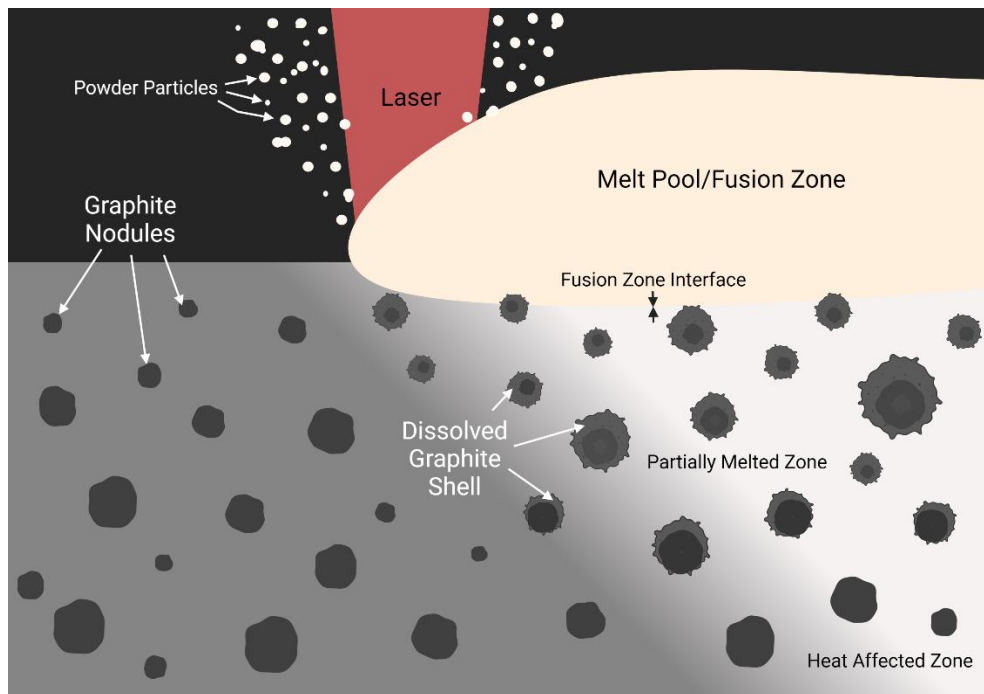 Powder Particles
Laser
Melt Pool/Fusion Zone
Graphite
Nodules
Fusion Zone Interface
Dissolved
Graphite
Shell
Partially Melted Zone
Heat Affected Zone